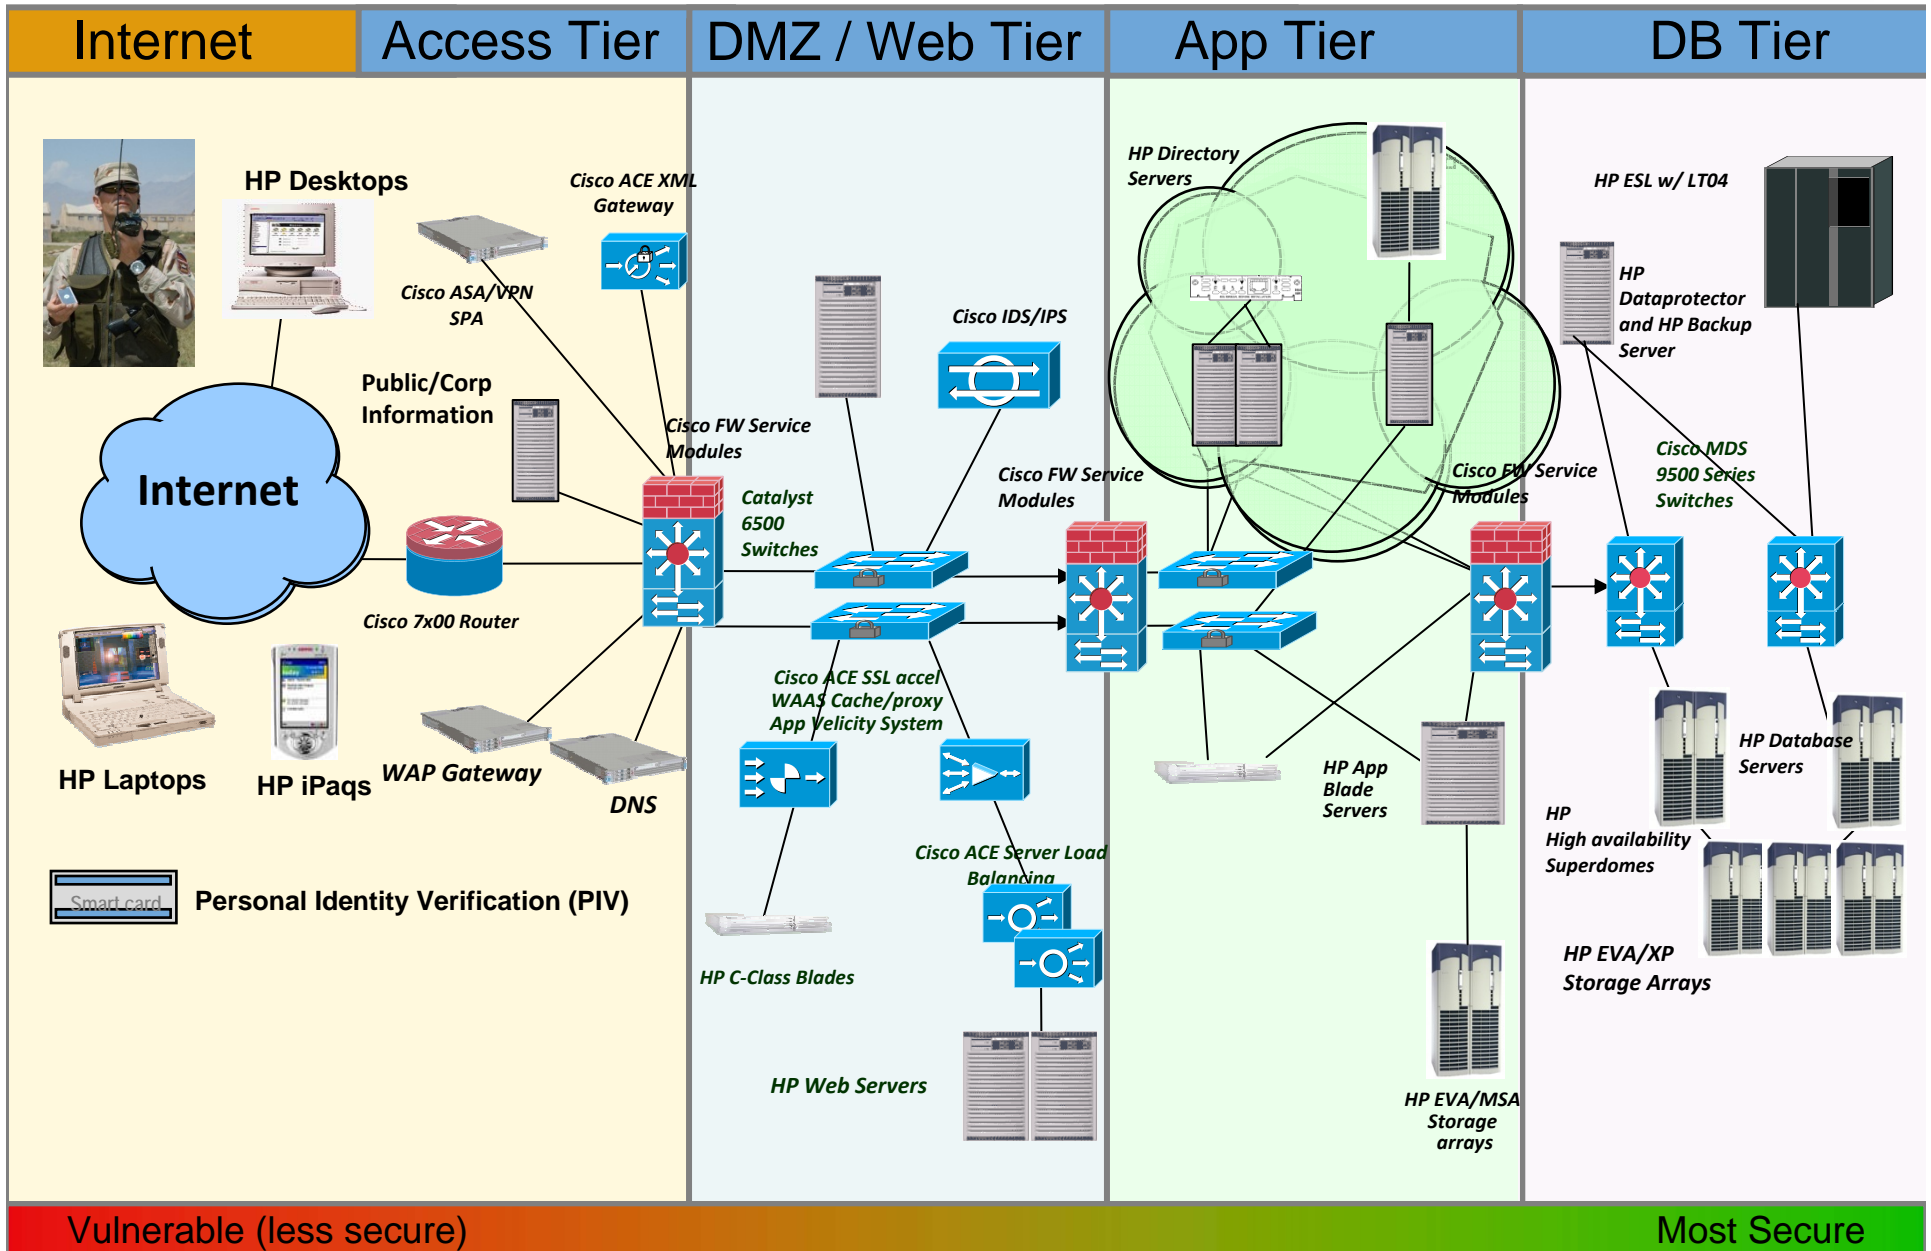 Internet
Access Tier
DMZ / Web Tier
App Tier
DB Tier
HP Desktops
Cisco ACE XML
Gateway
Cisco ASA/VPN
SPA
Public/Corp
Information
Cisco FW Service
Modules
Internet
Cisco 7x00 Router
HP Laptops
HP iPaqs
WAP Gateway
DNS
Smart card
Personal Identity Verification (PIV)
Cisco IDS/IPS
Catalyst
6500
Switches
Cisco FW Service
Modules
Cisco ACE SSL accel
WAAS Cache/proxy
App Velicity System
Cisco ACE Server Load
Balancing
HP C-Class Blades
HP Web Servers
HP Directory
Servers
Cisco FW Service
Modules
HP App
Blade
Servers
HP EVA/MSA
Storage
arrays
HP ESL w/ LT04
HP
Dataprotector
and HP Backup
Server
Cisco MDS
9500 Series
Switches
HP Database
Servers
HP
High availability
Superdomes
HP EVA/XP
Storage Arrays
Vulnerable (less secure)
Most Secure